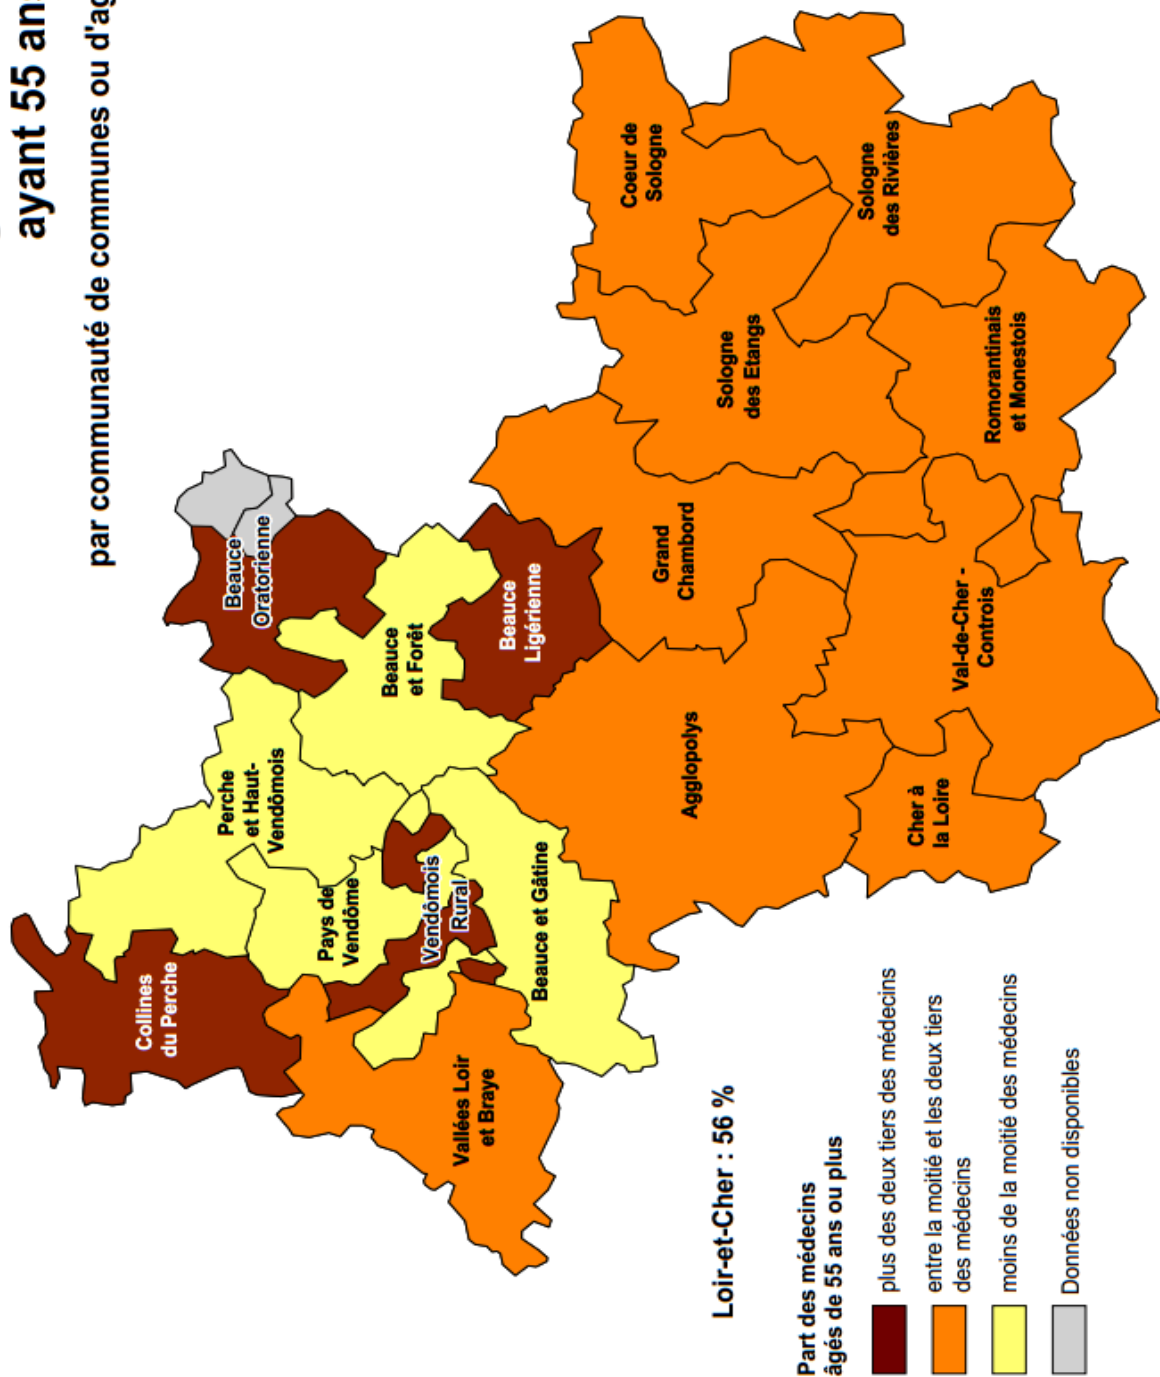 ayant 55 ans
par communauté de communes ou d'ag
Collines
du Perche
Perche
et Haut-
Vendômois
Beauce
Oratorienne
Pays de
Vendôme
Vendômois
Rural
Beauce
et Forêt
Beauce
Ligérienne
Vallées Loir
et Braye
Beauce et Gâtine
Coeur de
Sologne
Sologne
des Rivières
Sologne
des Etangs
Grand
Chambord
Agglopolys
Romorantinais
et Monestois
Val-de-Cher -
Controis
Cher à
la Loire
Loir-et-Cher : 56 %
Part des médecins
âgés de 55 ans ou plus
plus des deux tiers des médecins
entre la moitié et les deux tiers
des médecins
moins de la moitié des médecins
Données non disponibles